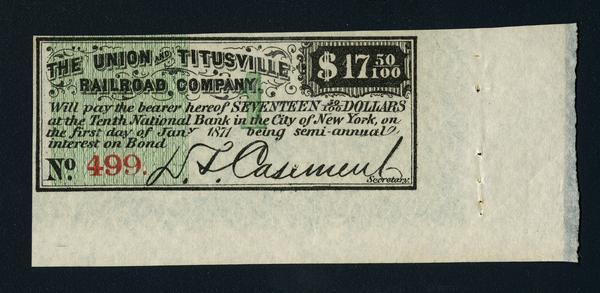 THE UNION AND TITUSVILLE
RAILROAD COMPANY.
$17 50/100
Will pay the bearer hereof SEVENTEEN 50/100 DOLLARS
at the Tenth National Bank in the City of New York, on
the first day of Jany 1871 being semi-annual
interest on Bond
No 499.
D. T. Casement
Secretary.